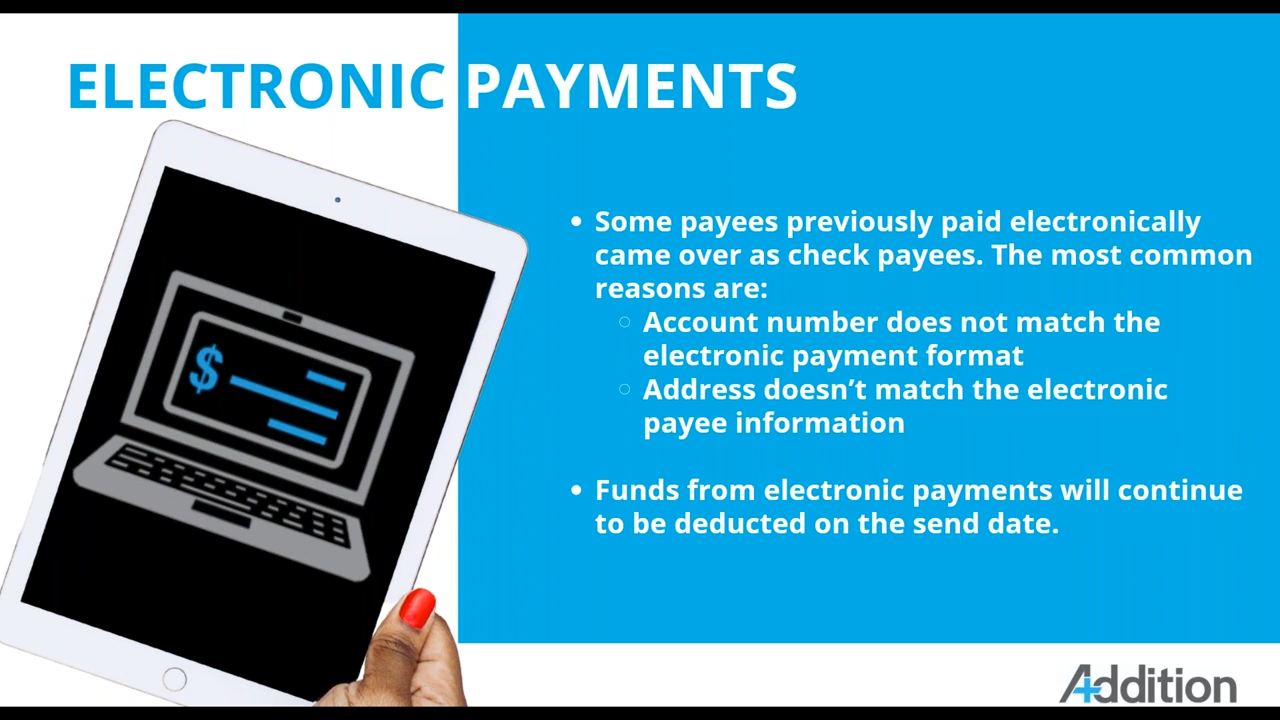 ELECTRONIC PAYMENTS
• Some payees previously paid electronically
came over as check payees. The most common
reasons are:
○ Account number does not match the
electronic payment format
○ Address doesn’t match the electronic
payee information
• Funds from electronic payments will continue
to be deducted on the send date.
$
Addition